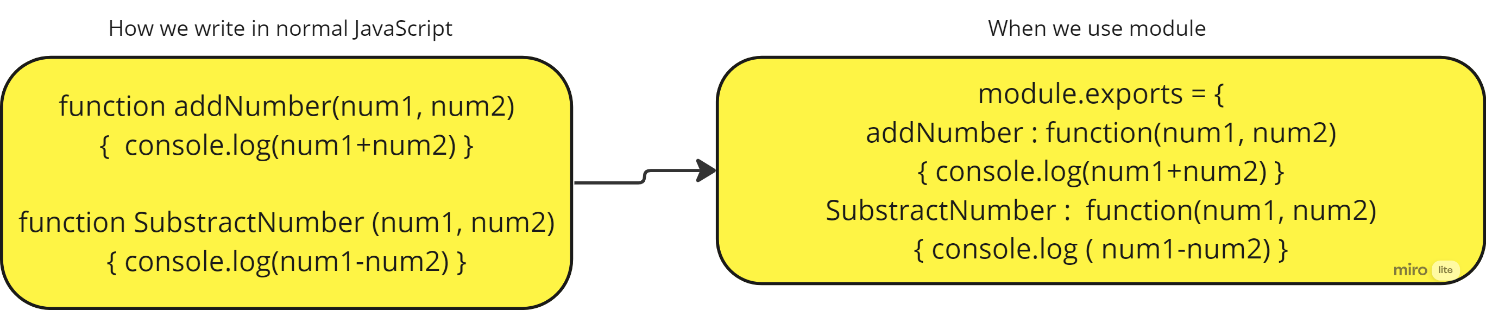 How we write in normal JavaScript
function addNumber(num1, num2)
{  console.log(num1+num2) }
function SubstractNumber (num1, num2)
{ console.log(num1-num2) }
When we use module
module.exports = {
addNumber : function(num1, num2)
{ console.log(num1+num2) }
SubstractNumber :  function(num1, num2)
{ console.log ( num1-num2) }
miro lite